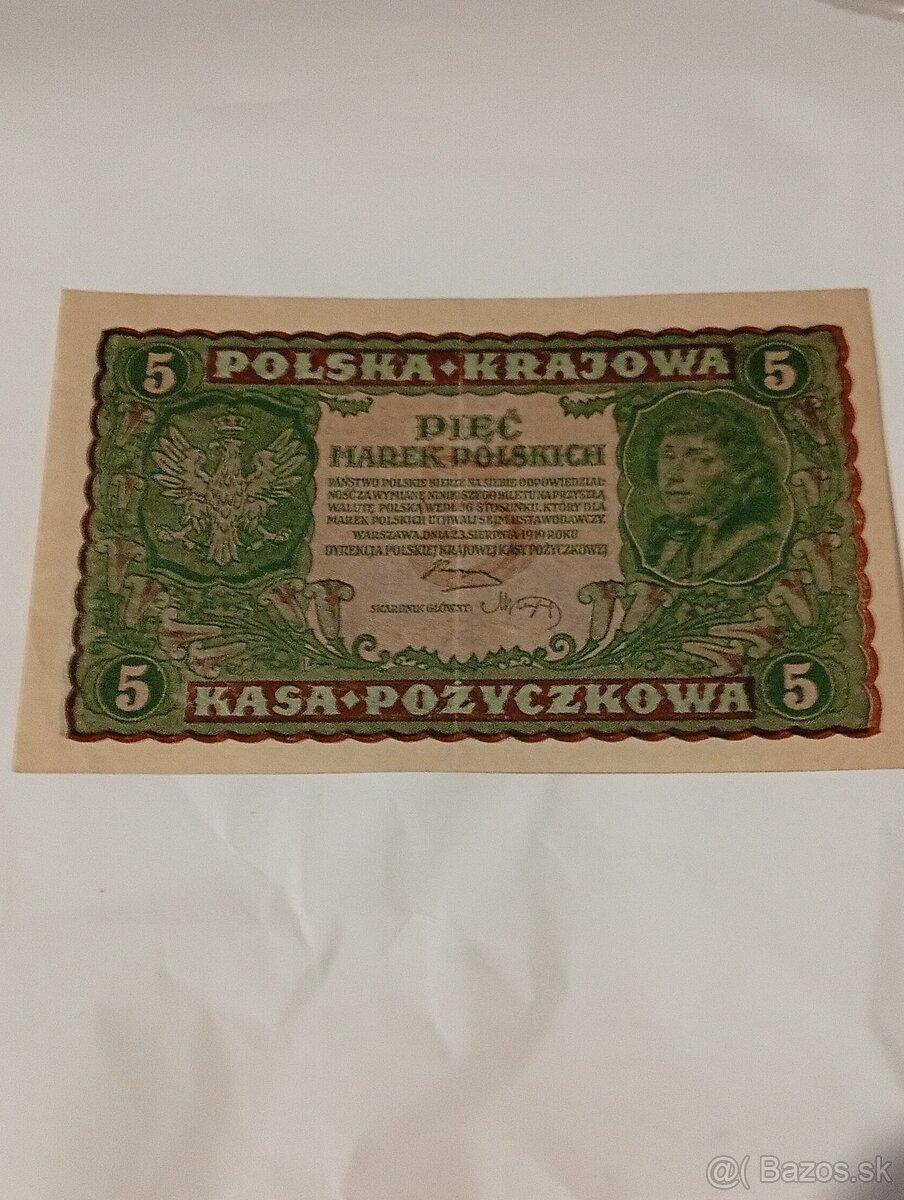 5 POLSKA·KRAJOWA 5
PIĘĆ
MAREK POLSKICH
PAŃSTWO POLSKIE BIERZE NA SIEBIE ODPOWIEDZIAL-
NOŚĆ ZA WYMIANĘ NINIEJSZEGO BILETU NA PRZYSZŁĄ
WALUTĘ POLSKĄ WEDŁUG STOSUNKU, KTÓRY DLA
MAREK POLSKICH UCHWALI SEJM USTAWODAWCZY.
WARSZAWA, DNIA 23. SIERPNIA 1919 ROKU
DYREKCJA POLSKIEJ KRAJOWEJ KASY POŻYCZKOWEJ
SKARBNIK GŁÓWNY:
5 KASA·POŻYCZKOWA 5
@( Bazos.sk